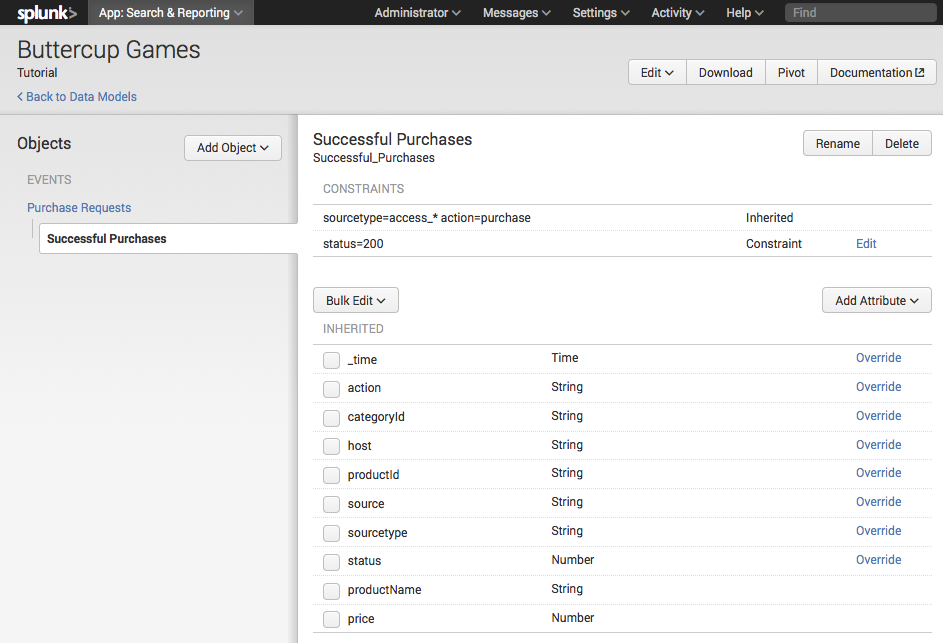 splunk> App: Search & Reporting Administrator Messages Settings Activity Help Find
Buttercup Games
Tutorial
Edit Download Pivot Documentation
Back to Data Models
Objects
Add Object
EVENTS
Purchase Requests
Successful Purchases
Successful Purchases
Successful_Purchases
Rename Delete
CONSTRAINTS
sourcetype=access_* action=purchase Inherited
status=200 Constraint Edit
Bulk Edit Add Attribute
INHERITED
_time Time Override
action String Override
categoryId String Override
host String Override
productId String Override
source String Override
sourcetype String Override
status Number Override
productName String
price Number